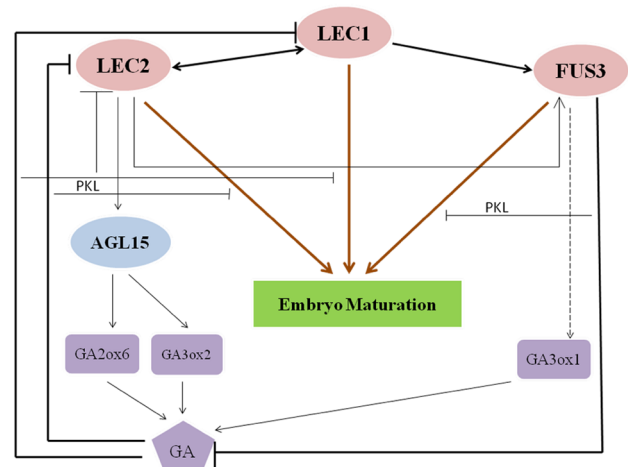 LEC1
LEC2
FUS3
PKL
PKL
AGL15
Embryo Maturation
GA2ox6
GA3ox2
GA3ox1
GA